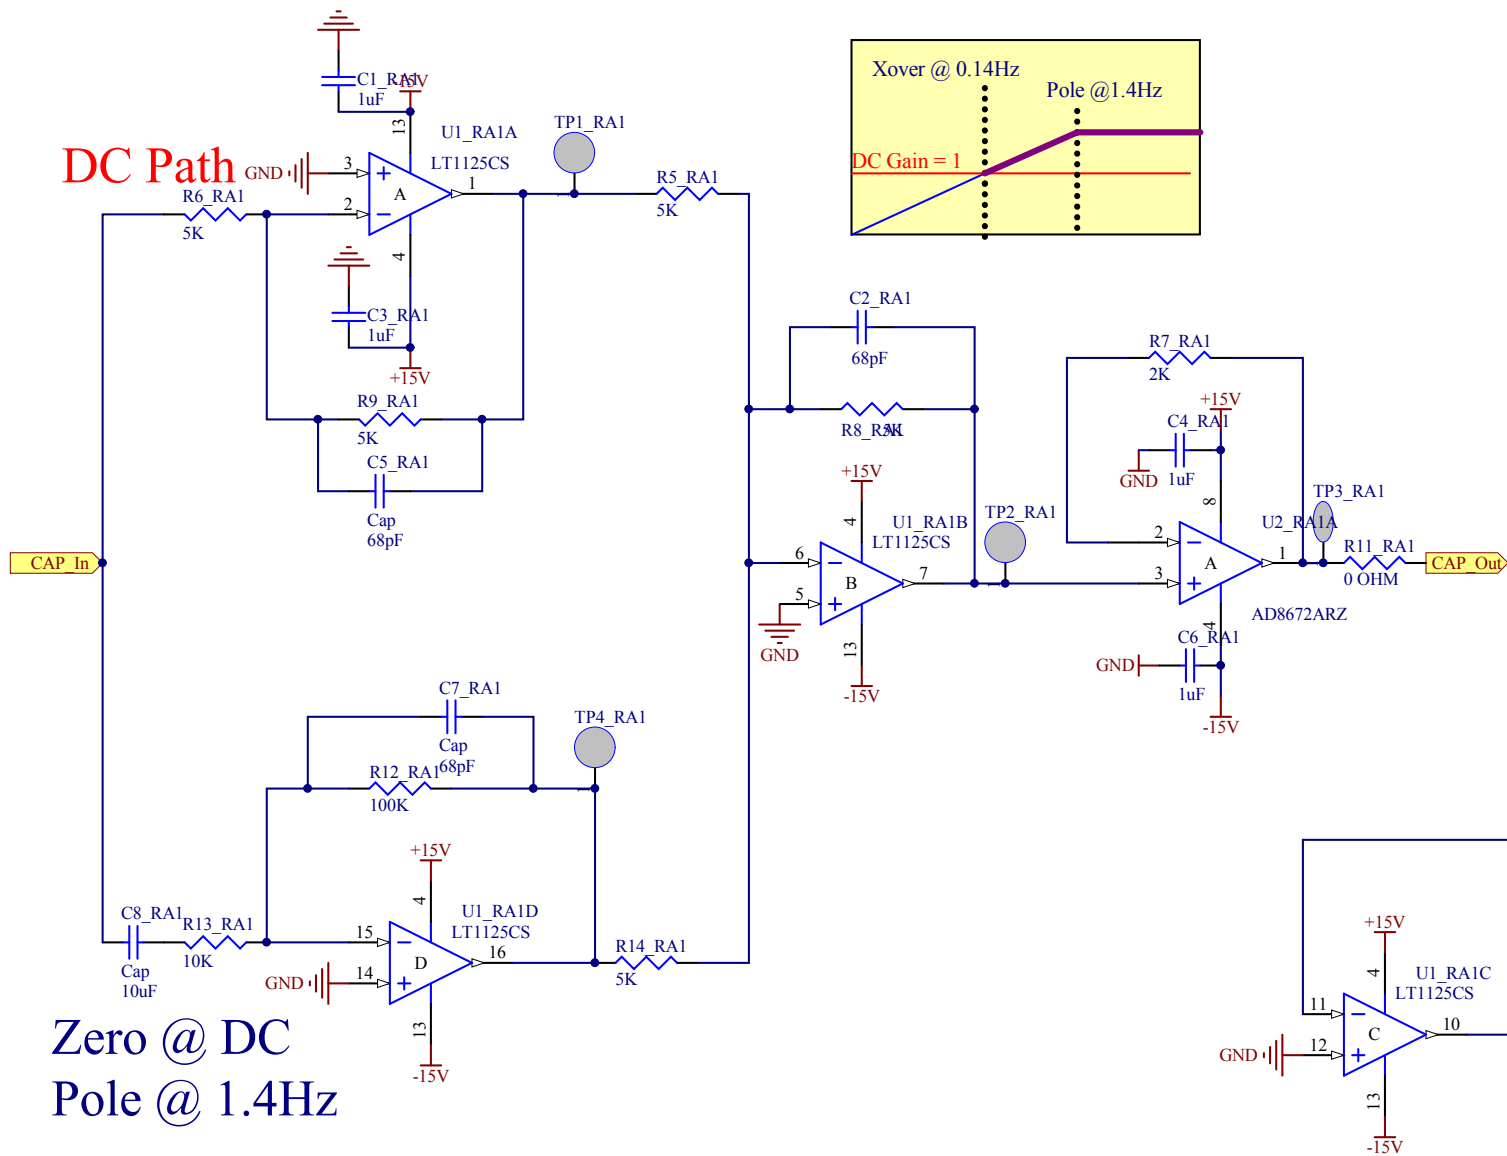 C1_RA1
1uF
-15V
13
U1_RA1A
LT1125CS
TP1_RA1
DC Path
GND
3
A
1
2
R6_RA1
5K
R5_RA1
5K
4
C3_RA1
1uF
+15V
R9_RA1
5K
C5_RA1
Cap
68pF
Xover @ 0.14Hz
Pole @1.4Hz
DC Gain = 1
C2_RA1
68pF
R8_RA1
5K
R7_RA1
2K
+15V
C4_RA1
GND
1uF
8
TP3_RA1
U2_RA1A
2
A
1
3
R11_RA1
0 OHM
CAP_Out
AD8672ARZ
4
C6_RA1
GND
1uF
-15V
+15V
4
U1_RA1B
LT1125CS
TP2_RA1
6
B
7
5
GND
13
-15V
CAP_In
C7_RA1
Cap
68pF
TP4_RA1
R12_RA1
100K
+15V
4
U1_RA1D
LT1125CS
C8_RA1
Cap
10uF
R13_RA1
10K
15
D
16
14
GND
R14_RA1
5K
13
-15V
Zero @ DC
Pole @ 1.4Hz
+15V
4
U1_RA1C
LT1125CS
11
C
10
12
GND
13
-15V